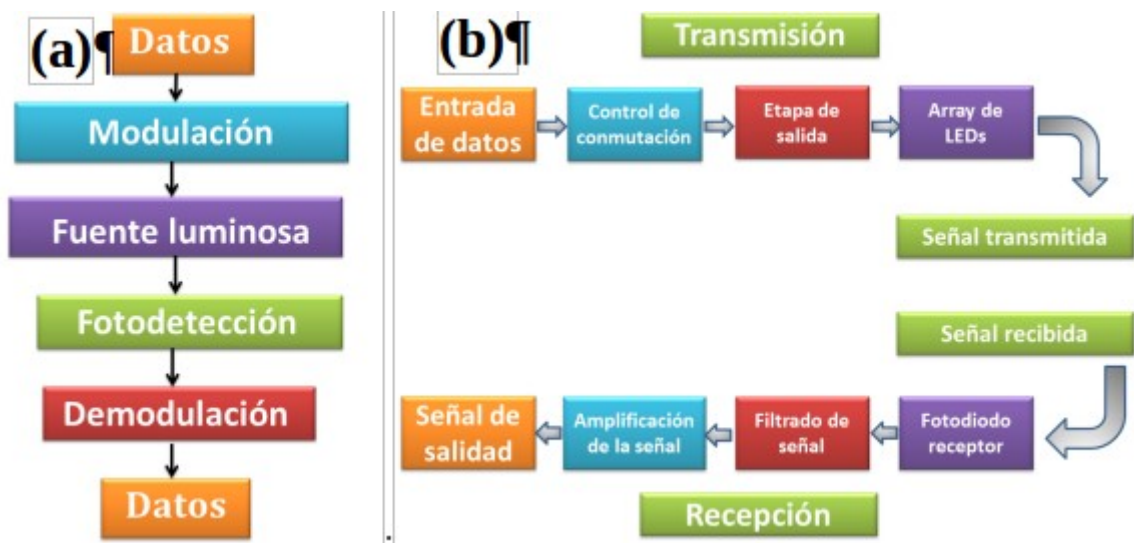 (a)¶
Datos
Modulación
Fuente luminosa
Fotodetección
Demodulación
Datos
(b)¶
Transmisión
Entrada
de datos
Control de
conmutación
Etapa de
salida
Array de
LEDs
Señal transmitida
Señal recibida
Fotodiodo
receptor
Filtrado de
señal
Amplificación
de la señal
Señal de
salidad
Recepción